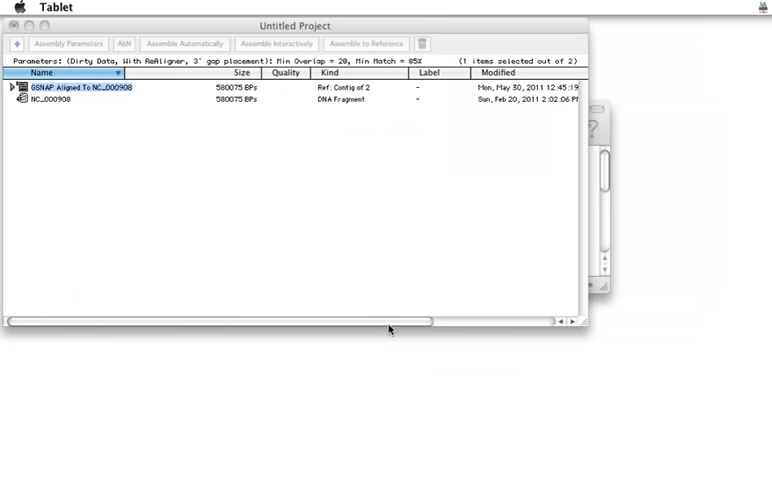 Tablet
Untitled Project
Assembly Parameters AbN Assemble Automatically Assemble Interactively Assemble to Reference
Parameters: (Dirty Data, With ReAligner, 3' gap placement): Min Overlap = 20, Min Match = 85% (1 items selected out of 2)
Name Size Quality Kind Label Modified
GSNAP Aligned To NC_000908 580075 BPs Ref: Contig of 2 - Mon, May 30, 2011 12:45:19
NC_000908 580075 BPs DNA Fragment - Sun, Feb 20, 2011 2:02:06 P